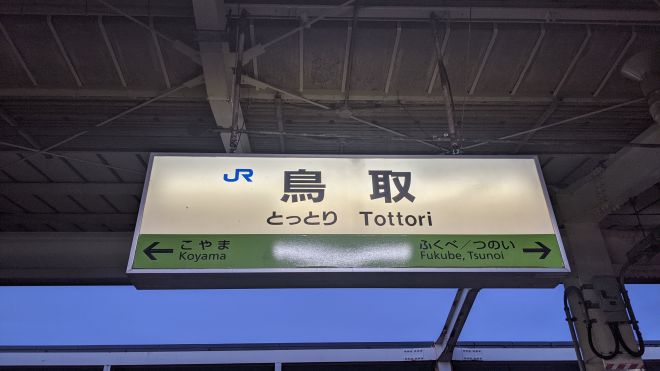 JR 鳥取
とっとり Tottori
← こやま ふくべ／つのい →
Koyama Fukube, Tsunoi